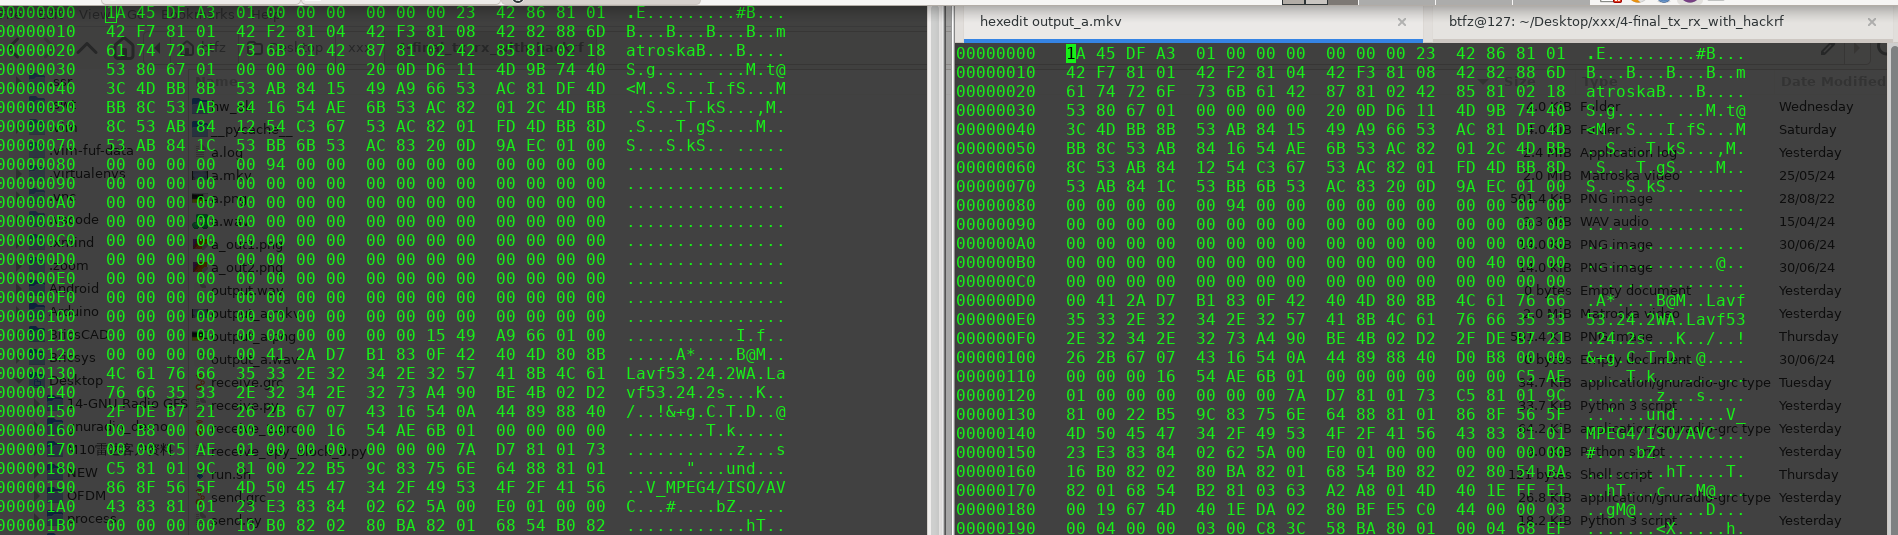 00000000 1A 45 DF A3 01 00 00 00 00 00 00 23 42 86 81 01 .E.........#B...
00000010 42 F7 81 01 42 F2 81 04 42 F3 81 08 42 82 88 6D B...B...B...B..m
00000020 61 74 72 6F 73 6B 61 42 87 81 02 42 85 81 02 18 atroskaB...B....
00000030 53 80 67 01 00 00 00 00 20 0D D6 11 4D 9B 74 40 S.g..... ...M.t@
00000040 3C 4D BB 8B 53 AB 84 15 49 A9 66 53 AC 81 DF 4D <M..S...I.fS...M
00000050 BB 8C 53 AB 84 16 54 AE 6B 53 AC 82 01 2C 4D BB ..S...T.kS...,M.
00000060 8C 53 AB 84 12 54 C3 67 53 AC 82 01 FD 4D BB 8D .S...T.gS....M..
00000070 53 AB 84 1C 53 BB 6B 53 AC 83 20 0D 9A EC 01 00 S...S.kS.. .....
00000080 00 00 00 00 00 94 00 00 00 00 00 00 00 00 00 00 ................
00000090 00 00 00 00 00 00 00 00 00 00 00 00 00 00 00 00 ................
000000A0 00 00 00 00 00 00 00 00 00 00 00 00 00 00 00 00 ................
000000B0 00 00 00 00 00 00 00 00 00 00 00 00 00 00 00 00 ................
000000C0 00 00 00 00 00 00 00 00 00 00 00 00 00 00 00 00 ................
000000D0 00 00 00 00 00 00 00 00 00 00 00 00 00 00 00 00 ................
000000E0 00 00 00 00 00 00 00 00 00 00 00 00 00 00 00 00 ................
000000F0 00 00 00 00 00 00 00 00 00 00 00 00 00 00 00 00 ................
00000100 00 00 00 00 00 00 00 00 00 00 00 00 00 00 00 00 ................
00000110 00 00 00 00 00 00 00 00 00 00 15 49 A9 66 01 00 ...........I.f..
00000120 00 00 00 00 00 41 2A D7 B1 83 0F 42 40 4D 80 8B .....A*....B@M..
00000130 4C 61 76 66 35 33 2E 32 34 2E 32 57 41 8B 4C 61 Lavf53.24.2WA.La
00000140 76 66 35 33 2E 32 34 2E 32 73 A4 90 BE 4B 02 D2 vf53.24.2s...K..
00000150 2F DE B7 21 26 2B 67 07 43 16 54 0A 44 89 88 40 /..!&+g.C.T.D..@
00000160 D0 B8 00 00 00 00 00 16 54 AE 6B 01 00 00 00 00 ........T.k.....
00000170 00 00 C5 AE 01 00 00 00 00 00 00 7A D7 81 01 73 ...........z...s
00000180 C5 81 01 9C 81 00 22 B5 9C 83 75 6E 64 88 81 01 ......"...und...
00000190 86 8F 56 5F 4D 50 45 47 34 2F 49 53 4F 2F 41 56 ..V_MPEG4/ISO/AV
000001A0 43 83 81 01 23 E3 83 84 02 62 5A 00 E0 01 00 00 C...#....bZ.....
000001B0 00 00 00 00 00 16 B0 82 02 80 BA 82 01 68 54 B0 82 .............hT..
hexedit output_a.mkv
btfz@127: ~/Desktop/xxx/4-final_tx_rx_with_hackrf
00000000 1A 45 DF A3 01 00 00 00 00 00 00 23 42 86 81 01 .E.........#B...
00000010 42 F7 81 01 42 F2 81 04 42 F3 81 08 42 82 88 6D B...B...B...B..m
00000020 61 74 72 6F 73 6B 61 42 87 81 02 42 85 81 02 18 atroskaB...B....
00000030 53 80 67 01 00 00 00 00 20 0D D6 11 4D 9B 74 40 S.g..... ...M.t@
00000040 3C 4D BB 8B 53 AB 84 15 49 A9 66 53 AC 81 DF 4D <M..S...I.fS...M
00000050 BB 8C 53 AB 84 16 54 AE 6B 53 AC 82 01 2C 4D BB ..S...T.kS...,M.
00000060 8C 53 AB 84 12 54 C3 67 53 AC 82 01 FD 4D BB 8D .S...T.gS....M..
00000070 53 AB 84 1C 53 BB 6B 53 AC 83 20 0D 9A EC 01 00 S...S.kS.. .....
00000080 00 00 00 00 00 94 00 00 00 00 00 00 00 00 00 00 ................
00000090 00 00 00 00 00 00 00 00 00 00 00 00 00 00 00 00 ................
000000A0 00 00 00 00 00 00 00 00 00 00 00 00 00 00 00 00 ................
000000B0 00 00 00 00 00 00 00 00 00 00 00 00 00 40 00 00 .............@..
000000C0 00 00 00 00 00 00 00 00 00 00 00 00 00 00 00 00 ................
000000D0 00 41 2A D7 B1 83 0F 42 40 4D 80 8B 4C 61 76 66 .A*....B@M..Lavf
000000E0 35 33 2E 32 34 2E 32 57 41 8B 4C 61 76 66 35 33 53.24.2WA.Lavf53
000000F0 2E 32 34 2E 32 73 A4 90 BE 4B 02 D2 2F DE B7 21 .24.2s...K../..!
00000100 26 2B 67 07 43 16 54 0A 44 89 88 40 D0 B8 00 00 &+g.C.T.D..@....
00000110 00 00 00 16 54 AE 6B 01 00 00 00 00 00 00 C5 AE ....T.k.........
00000120 01 00 00 00 00 00 00 7A D7 81 01 73 C5 81 01 9C .......z...s....
00000130 81 00 22 B5 9C 83 75 6E 64 88 81 01 86 8F 56 5F .."...und.....V_
00000140 4D 50 45 47 34 2F 49 53 4F 2F 41 56 43 83 81 01 MPEG4/ISO/AVC...
00000150 23 E3 83 84 02 62 5A 00 E0 01 00 00 00 00 00 00 #....bZ.........
00000160 16 B0 82 02 80 BA 82 01 68 54 B0 82 02 80 54 BA ........hT....T.
00000170 82 01 68 54 B2 81 03 63 A2 A8 01 4D 40 1E FF E1 ..hT...c...M@...
00000180 00 19 67 4D 40 1E DA 02 80 BF E5 C0 44 00 00 03 ..gM@.......D...
00000190 00 04 00 00 03 00 C8 3C 58 BA 80 01 00 04 68 EF .......<X.....h.
Date Modified
Wednesday
Saturday
Yesterday
25/05/24
28/08/22
15/04/24
30/06/24
30/06/24
Yesterday
Yesterday
Thursday
30/06/24
Tuesday
Yesterday
Yesterday
Yesterday
Thursday
Yesterday
Yesterday